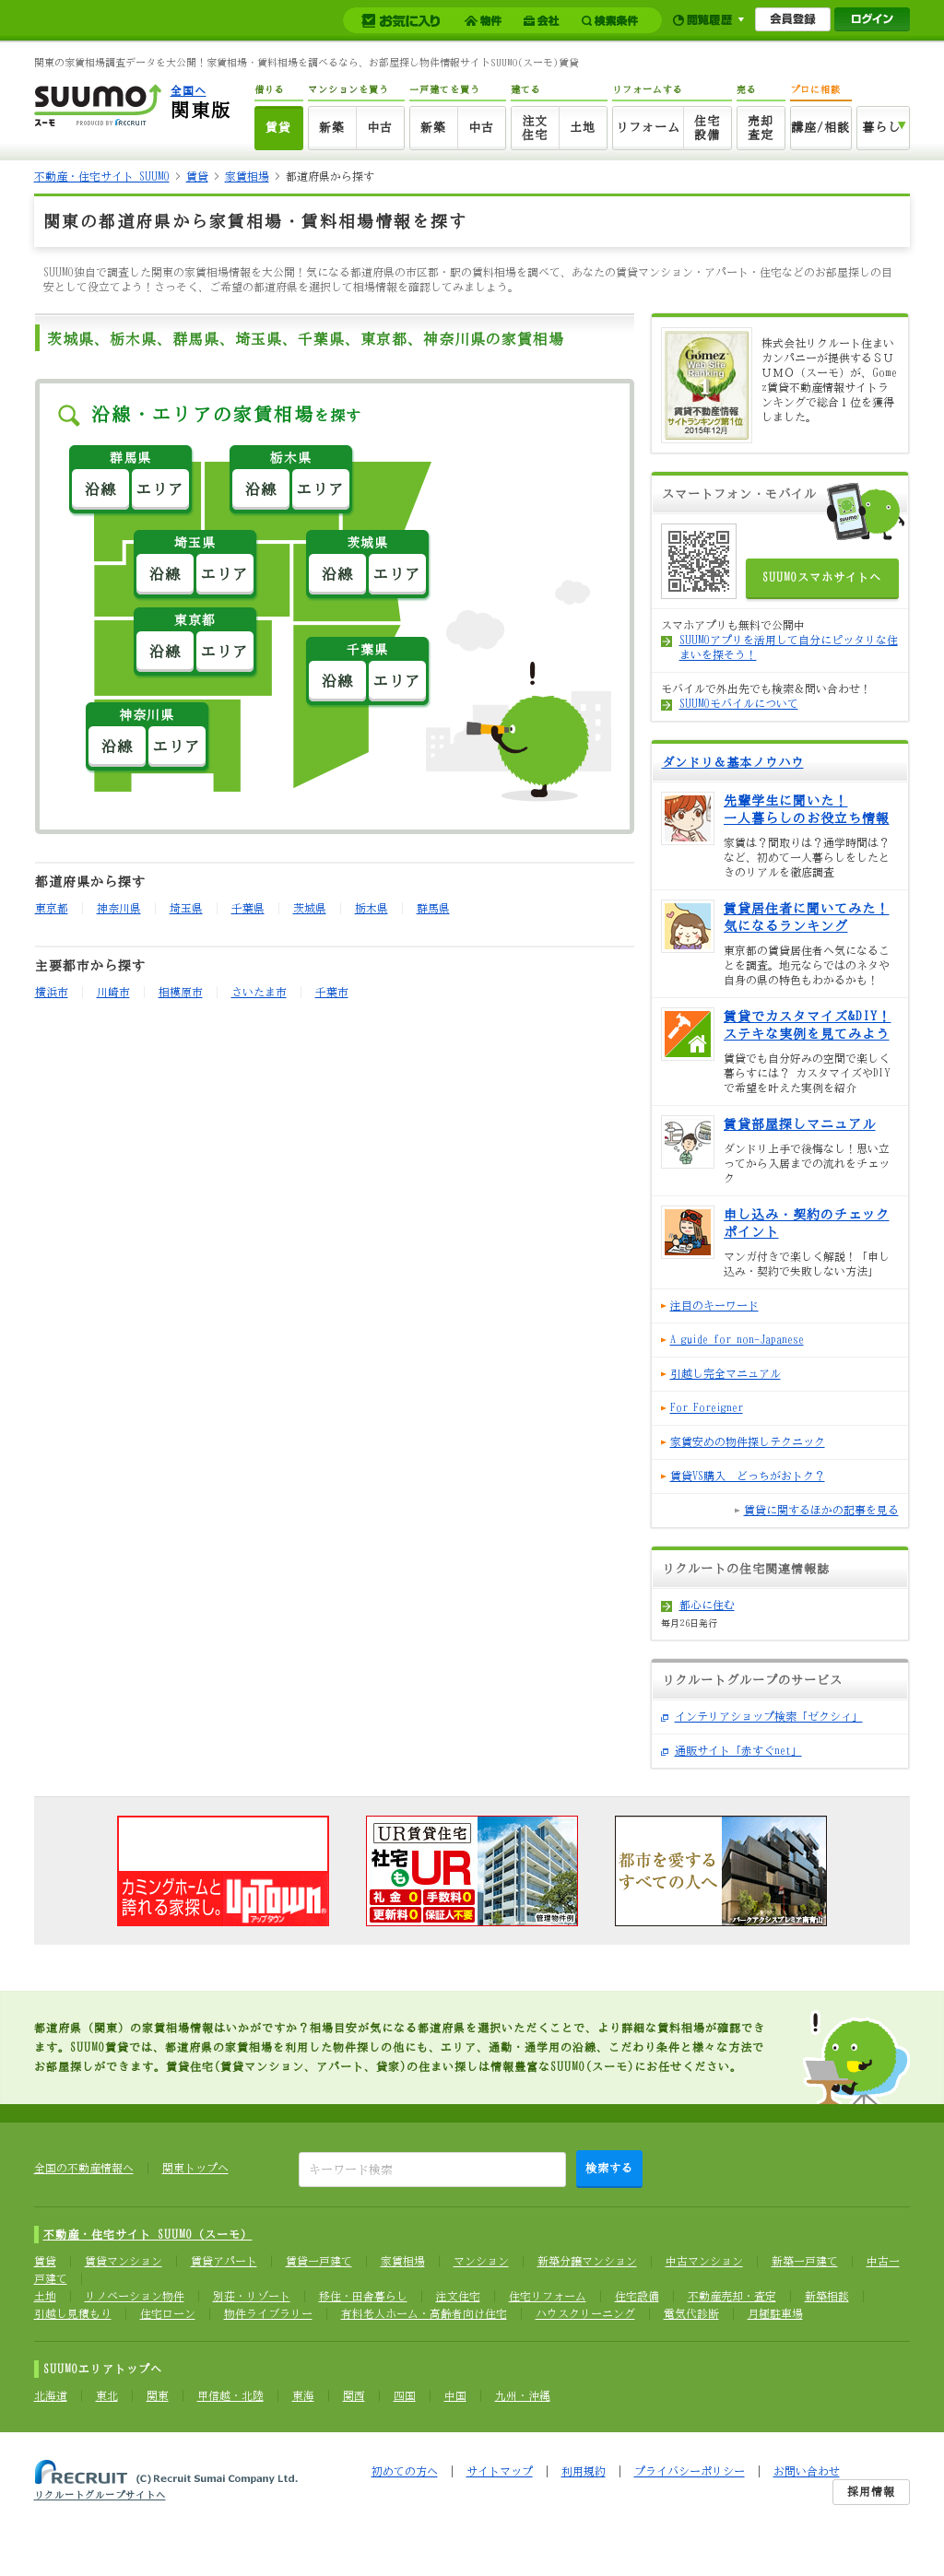 お気に入り 物件 会社 検索条件 閲覧履歴 会員登録 ログイン
関東の家賃相場調査データを大公開！家賃相場・賃料相場を調べるなら、お部屋探し物件情報サイトSUUMO(スーモ)賃貸
suumo
スーモ PRODUCED BY RECRUIT
全国へ
関東版
借りる マンションを買う 一戸建てを買う 建てる リフォームする 売る プロに相談
賃貸 新築 中古 新築 中古 注文住宅 土地 リフォーム 住宅設備 売却査定 講座/相談 暮らし
不動産・住宅サイト SUUMO > 賃貸 > 家賃相場 > 都道府県から探す
関東の都道府県から家賃相場・賃料相場情報を探す
SUUMO独自で調査した関東の家賃相場情報を大公開！気になる都道府県の市区郡・駅の賃料相場を調べて、あなたの賃貸マンション・アパート・住宅などのお部屋探しの目
安として役立てよう！さっそく、ご希望の都道府県を選択して相場情報を確認してみましょう。
茨城県、栃木県、群馬県、埼玉県、千葉県、東京都、神奈川県の家賃相場
沿線・エリアの家賃相場を探す
群馬県
沿線 エリア
栃木県
沿線 エリア
埼玉県
沿線 エリア
茨城県
沿線 エリア
東京都
沿線 エリア
千葉県
沿線 エリア
神奈川県
沿線 エリア
都道府県から探す
東京都 神奈川県 埼玉県 千葉県 茨城県 栃木県 群馬県
主要都市から探す
横浜市 川崎市 相模原市 さいたま市 千葉市
Gomez
Web Site
Ranking
1
賃貸不動産情報
サイトランキング第1位
2015年12月
株式会社リクルート住まい
カンパニーが提供するＳＵ
ＵＭＯ（スーモ）が、Gome
z賃貸不動産情報サイトラ
ンキングで総合１位を獲得
しました。
スマートフォン・モバイル
SUUMOスマホサイトへ
スマホアプリも無料で公開中
SUUMOアプリを活用して自分にピッタリな住
まいを探そう！
モバイルで外出先でも検索&問い合わせ！
SUUMOモバイルについて
ダンドリ＆基本ノウハウ
先輩学生に聞いた！
一人暮らしのお役立ち情報
家賃は？間取りは？通学時間は？
など、初めて一人暮らしをしたと
きのリアルを徹底調査
賃貸居住者に聞いてみた！
気になるランキング
東京都の賃貸居住者へ気になるこ
とを調査。地元ならではのネタや
自身の県の特色もわかるかも！
賃貸でカスタマイズ&DIY！
ステキな実例を見てみよう
賃貸でも自分好みの空間で楽しく
暮らすには？ カスタマイズやDIY
で希望を叶えた実例を紹介
賃貸部屋探しマニュアル
ダンドリ上手で後悔なし！思い立
ってから入居までの流れをチェッ
ク
申し込み・契約のチェック
ポイント
マンガ付きで楽しく解説！「申し
込み・契約で失敗しない方法」
注目のキーワード
A guide for non-Japanese
引越し完全マニュアル
For Foreigner
家賃安めの物件探しテクニック
賃貸VS購入　どっちがおトク？
賃貸に関するほかの記事を見る
リクルートの住宅関連情報誌
都心に住む
毎月26日発行
リクルートグループのサービス
インテリアショップ検索「ゼクシィ」
通販サイト「赤すぐnet」
カミングホームと
誇れる家探し。
UpTown
アップタウン
UR賃貸住宅
社宅もUR
礼金0 手数料0
更新料0 保証人不要
管理物件例
都市を愛する
すべての人へ
パークアクシスプレミア南青山
都道府県（関東）の家賃相場情報はいかがですか？相場目安が気になる都道府県を選択いただくことで、より詳細な賃料相場が確認でき
ます。SUUMO賃貸では、都道府県の家賃相場を利用した物件探しの他にも、エリア、通勤・通学用の沿線、こだわり条件と様々な方法で
お部屋探しができます。賃貸住宅(賃貸マンション、アパート、貸家)の住まい探しは情報豊富なSUUMO(スーモ)にお任せください。
全国の不動産情報へ 関東トップへ キーワード検索 検索する
不動産・住宅サイト SUUMO（スーモ）
賃貸 賃貸マンション 賃貸アパート 賃貸一戸建て 家賃相場 マンション 新築分譲マンション 中古マンション 新築一戸建て 中古一
戸建て
土地 リノベーション物件 別荘・リゾート 移住・田舎暮らし 注文住宅 住宅リフォーム 住宅設備 不動産売却・査定 新築相談
引越し見積もり 住宅ローン 物件ライブラリー 有料老人ホーム・高齢者向け住宅 ハウスクリーニング 電気代診断 月極駐車場
SUUMOエリアトップへ
北海道 東北 関東 甲信越・北陸 東海 関西 四国 中国 九州・沖縄
RECRUIT (C) Recruit Sumai Company Ltd.
リクルートグループサイトへ
初めての方へ | サイトマップ | 利用規約 | プライバシーポリシー | お問い合わせ
採用情報